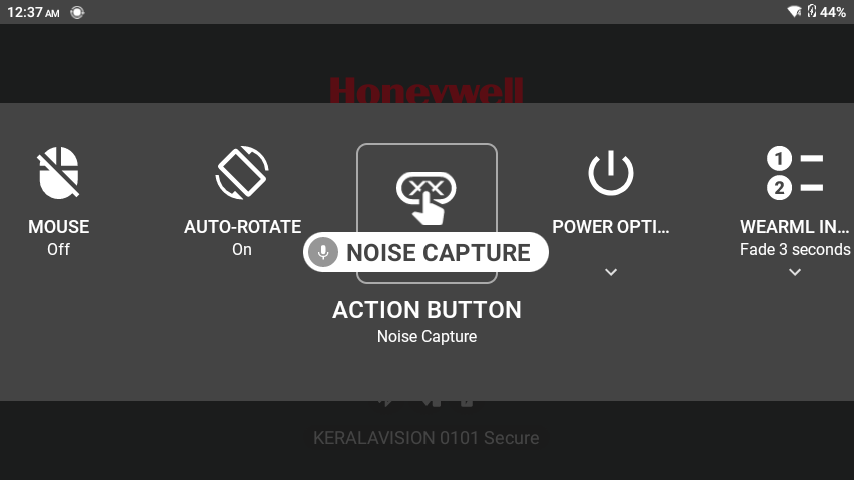 12:37 AM
44%
Honeywell
XX
1
2
MOUSE
Off
AUTO-ROTATE
On
NOISE CAPTURE
ACTION BUTTON
Noise Capture
POWER OPTI...
WEARML IN...
Fade 3 seconds
KERALAVISION 0101 Secure